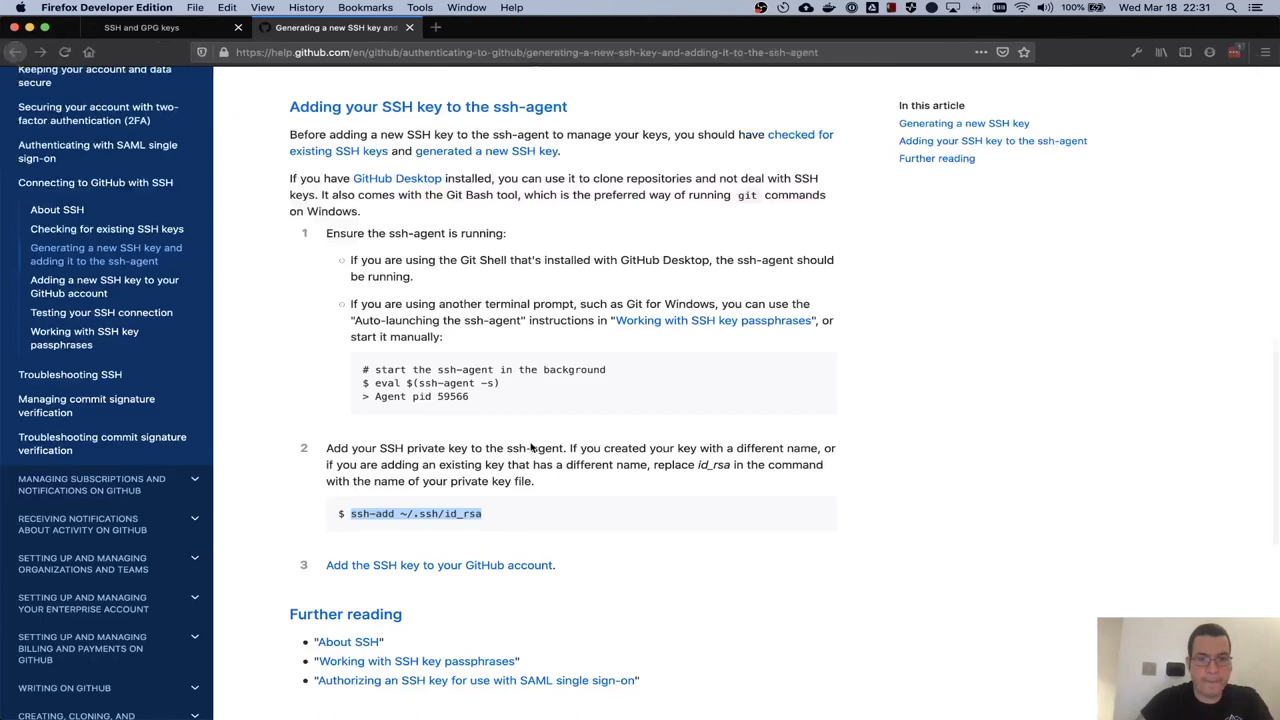 Firefox Developer Edition File Edit View History Bookmarks Tools Window Help 100% Wed Mar 18 22:31
SSH and GPG keys
Generating a new SSH key and
https://help.github.com/en/github/authenticating-to-github/generating-a-new-ssh-key-and-adding-it-to-the-ssh-agent
Keeping your account and data
secure
Securing your account with two-
factor authentication (2FA)
Authenticating with SAML single
sign-on
Connecting to GitHub with SSH
About SSH
Checking for existing SSH keys
Generating a new SSH key and
adding it to the ssh-agent
Adding a new SSH key to your
GitHub account
Testing your SSH connection
Working with SSH key
passphrases
Troubleshooting SSH
Managing commit signature
verification
Troubleshooting commit signature
verification
MANAGING SUBSCRIPTIONS AND
NOTIFICATIONS ON GITHUB
RECEIVING NOTIFICATIONS
ABOUT ACTIVITY ON GITHUB
SETTING UP AND MANAGING
ORGANIZATIONS AND TEAMS
SETTING UP AND MANAGING
YOUR ENTERPRISE ACCOUNT
SETTING UP AND MANAGING
BILLING AND PAYMENTS ON
GITHUB
WRITING ON GITHUB
CREATING, CLONING, AND
Adding your SSH key to the ssh-agent
Before adding a new SSH key to the ssh-agent to manage your keys, you should have checked for
existing SSH keys and generated a new SSH key.
If you have GitHub Desktop installed, you can use it to clone repositories and not deal with SSH
keys. It also comes with the Git Bash tool, which is the preferred way of running git commands
on Windows.
1 Ensure the ssh-agent is running:
If you are using the Git Shell that's installed with GitHub Desktop, the ssh-agent should
be running.
If you are using another terminal prompt, such as Git for Windows, you can use the
"Auto-launching the ssh-agent" instructions in "Working with SSH key passphrases", or
start it manually:
# start the ssh-agent in the background
$ eval $(ssh-agent -s)
> Agent pid 59566
2 Add your SSH private key to the ssh-agent. If you created your key with a different name, or
if you are adding an existing key that has a different name, replace id_rsa in the command
with the name of your private key file.
$ ssh-add ~/.ssh/id_rsa
3 Add the SSH key to your GitHub account.
Further reading
• "About SSH"
• "Working with SSH key passphrases"
• "Authorizing an SSH key for use with SAML single sign-on"
In this article
Generating a new SSH key
Adding your SSH key to the ssh-agent
Further reading